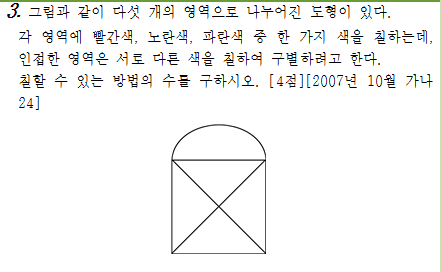 3. 그림과 같이 다섯 개의 영역으로 나누어진 도형이 있다.
각 영역에 빨간색, 노란색, 파란색 중 한 가지 색을 칠하는데,
인접한 영역은 서로 다른 색을 칠하여 구별하려고 한다.
칠할 수 있는 방법의 수를 구하시오. [4점][2007년 10월 가나
24]